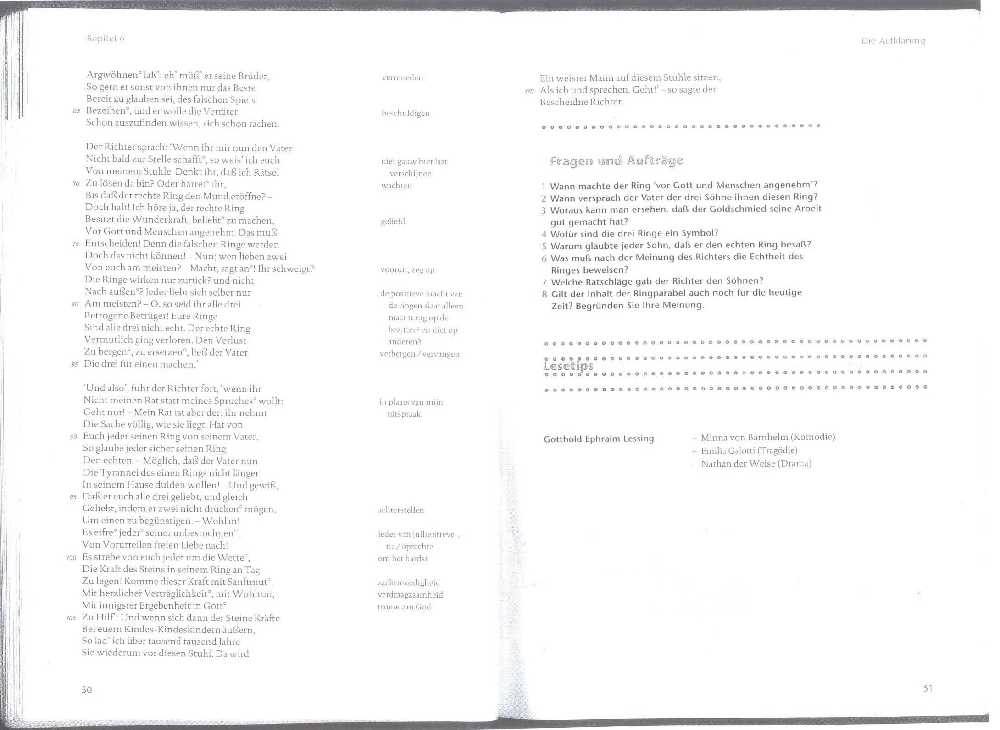 Kapitel 6
Argwöhnen° laß': eh' müß' er seine Brüder,
So gern er sonst von ihnen nur das Beste
Bereit zu glauben sei, des falschen Spiels
65 Bezeihen°, und er wolle die Verräter
Schon auszufinden wissen, sich schon rächen.
Der Richter sprach: ‘Wenn ihr mir nun den Vater
Nicht bald zur Stelle schafft°, so weis' ich euch
Von meinem Stuhle. Denkt ihr, daß ich Rätsel
70 Zu lösen da bin? Oder harret° ihr,
Bis daß der rechte Ring den Mund eröffne? –
Doch halt! Ich höre ja, der rechte Ring
Besitzt die Wunderkraft, beliebt° zu machen,
Vor Gott und Menschen angenehm. Das muß
75 Entscheiden! Denn die falschen Ringe werden
Doch das nicht können! – Nun; wen lieben zwei
Von euch am meisten? – Macht, sagt an°! Ihr schweigt?
Die Ringe wirken nur zurück? und nicht
Nach außen°? Jeder liebt sich selber nur
80 Am meisten? – O, so seid ihr alle drei
Betrogene Betrüger! Eure Ringe
Sind alle drei nicht echt. Der echte Ring
Vermutlich ging verloren. Den Verlust
Zu bergen°, zu ersetzen°, ließ der Vater
85 Die drei für einen machen.’
‘Und also’, fuhr der Richter fort, ‘wenn ihr
Nicht meinen Rat statt meines Spruches° wollt:
Geht nur! – Mein Rat ist aber der: ihr nehmt
Die Sache völlig, wie sie liegt. Hat von
90 Euch jeder seinen Ring von seinem Vater,
So glaube jeder sicher seinen Ring
Den echten. – Möglich, daß der Vater nun
Die Tyrannei des einen Rings nicht länger
In seinem Hause dulden wollen! – Und gewiß,
95 Daß er euch alle drei geliebt, und gleich
Geliebt, indem er zwei nicht drücken° mögen,
Um einen zu begünstigen. – Wohlan!
Es eifre° jeder° seiner unbestochnen°,
Von Vorurteilen freien Liebe nach!
100 Es strebe von euch jeder um die Wette°,
Die Kraft des Steins in seinem Ring an Tag
Zu legen! Komme dieser Kraft mit Sanftmut°,
Mit herzlicher Verträglichkeit°, mit Wohltun,
Mit innigster Ergebenheit in Gott°
105 Zu Hilf'! Und wenn sich dann der Steine Kräfte
Bei euern Kindes-Kindeskindern äußern,
So lad' ich über tausend tausend Jahre
Sie wiederum vor diesen Stuhl. Da wird
vermoeden
beschuldigen
niet gauw hier laat
verschijnen
wachten
geliefd
vooruit, zeg op
de positieve kracht van
de ringen slaat alleen
maar terug op de
bezitter? en niet op
anderen?
verbergen / vervangen
in plaats van mijn
uitspraak
achterstellen
ieder van jullie streve ...
na / oprechte
om het hardst
zachtmoedigheid
verdraagzaamheid
trouw aan God
50
Die Aufklärung
Ein weisrer Mann auf diesem Stuhle sitzen,
110 Als ich und sprechen. Geht!’ – so sagte der
Bescheidne Richter.
Fragen und Aufträge
1 Wann machte der Ring ‘vor Gott und Menschen angenehm’?
2 Wann versprach der Vater der drei Söhne ihnen diesen Ring?
3 Woraus kann man ersehen, daß der Goldschmied seine Arbeit
gut gemacht hat?
4 Wofür sind die drei Ringe ein Symbol?
5 Warum glaubte jeder Sohn, daß er den echten Ring besaß?
6 Was muß nach der Meinung des Richters die Echtheit des
Ringes beweisen?
7 Welche Ratschläge gab der Richter den Söhnen?
8 Gilt der Inhalt der Ringparabel auch noch für die heutige
Zeit? Begründen Sie Ihre Meinung.
Lesetips
Gotthold Ephraim Lessing – Minna von Barnhelm (Komödie)
– Emilia Galotti (Tragödie)
– Nathan der Weise (Drama)
51